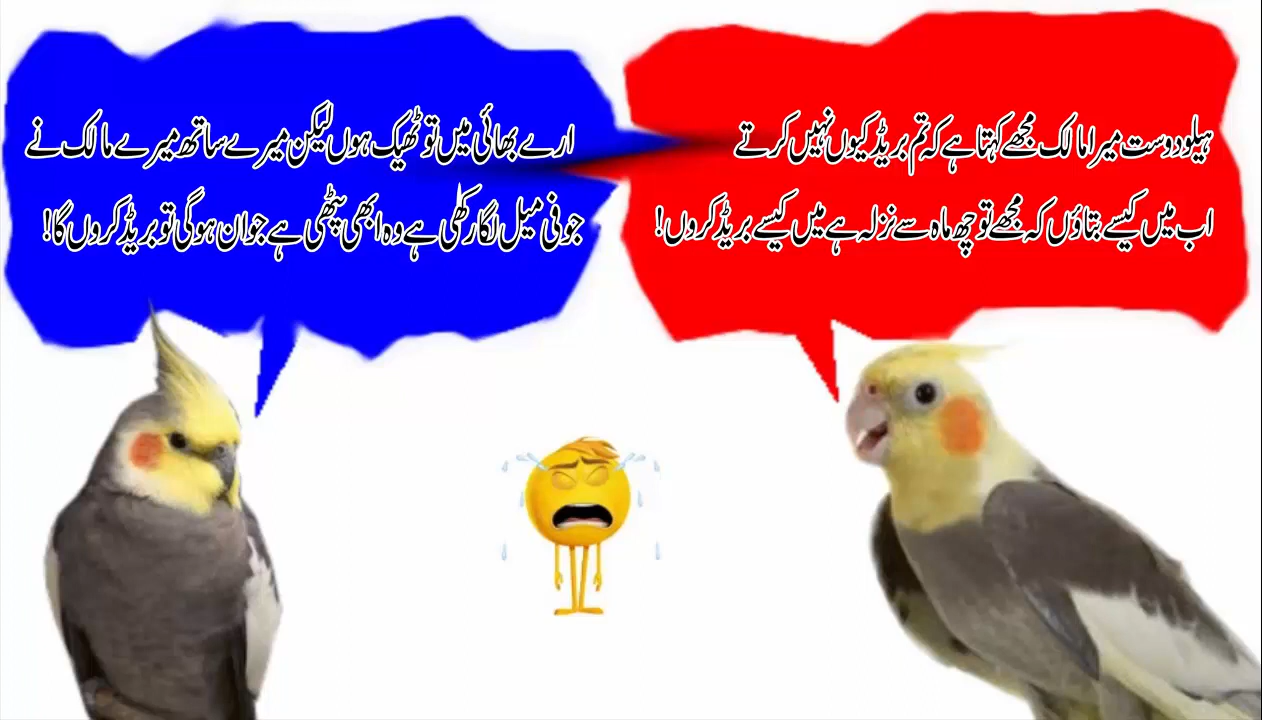 ہیلو دوست میرا مالک مجھے کہتا ہے کہ تم بریڈ کیوں نہیں کرتے
اب میں کیسے بتاؤں کہ مجھے تو چھ ماہ سے نزلہ ہے میں کیسے بریڈ کروں!
ارے بھائی میں تو ٹھیک ہوں لیکن میرے ساتھ میرے مالک نے
جو فی میل لگا رکھی ہے وہ ابھی پٹھی ہے جوان ہوگی تو بریڈ کروں گا!